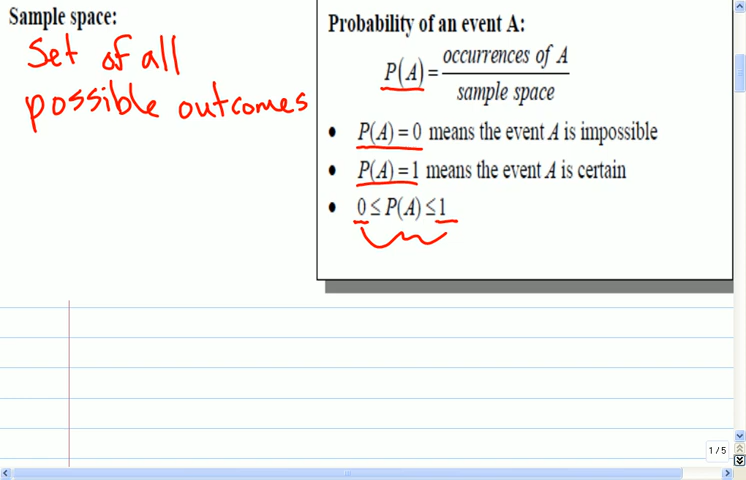 Sample space:
Set of all
possible outcomes
Probability of an event A:
P(A) = occurrences of A / sample space
• P(A) = 0 means the event A is impossible
• P(A) = 1 means the event A is certain
• 0 ≤ P(A) ≤ 1
1 / 5